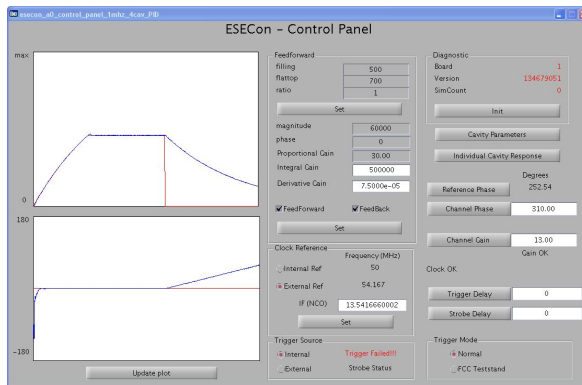 esecon_a0_control_panel_1mhz_4cav_PID
ESECon - Control Panel
max
0
180
-180
Update plot
Feedforward
filling 500
flattop 700
ratio 1
Set
magnitude 60000
phase 0
Proportional Gain 30.00
Integral Gain 500000
Derivative Gain 7.5000e-05
FeedForward FeedBack
Set
Clock Reference
Frequency (MHz)
Internal Ref 50
External Ref 54.167
IF (NCO) 13.5416660002
Set
Trigger Source
Internal Trigger Failed!!!
External Strobe Status
Diagnostic
Board 1
Version 134679051
SimCount 0
Init
Cavity Parameters
Individual Cavity Response
Degrees
Reference Phase 252.54
Channel Phase 310.00
Channel Gain 13.00
Gain OK
Clock OK
Trigger Delay 0
Strobe Delay 0
Trigger Mode
Normal
FCC Teststand